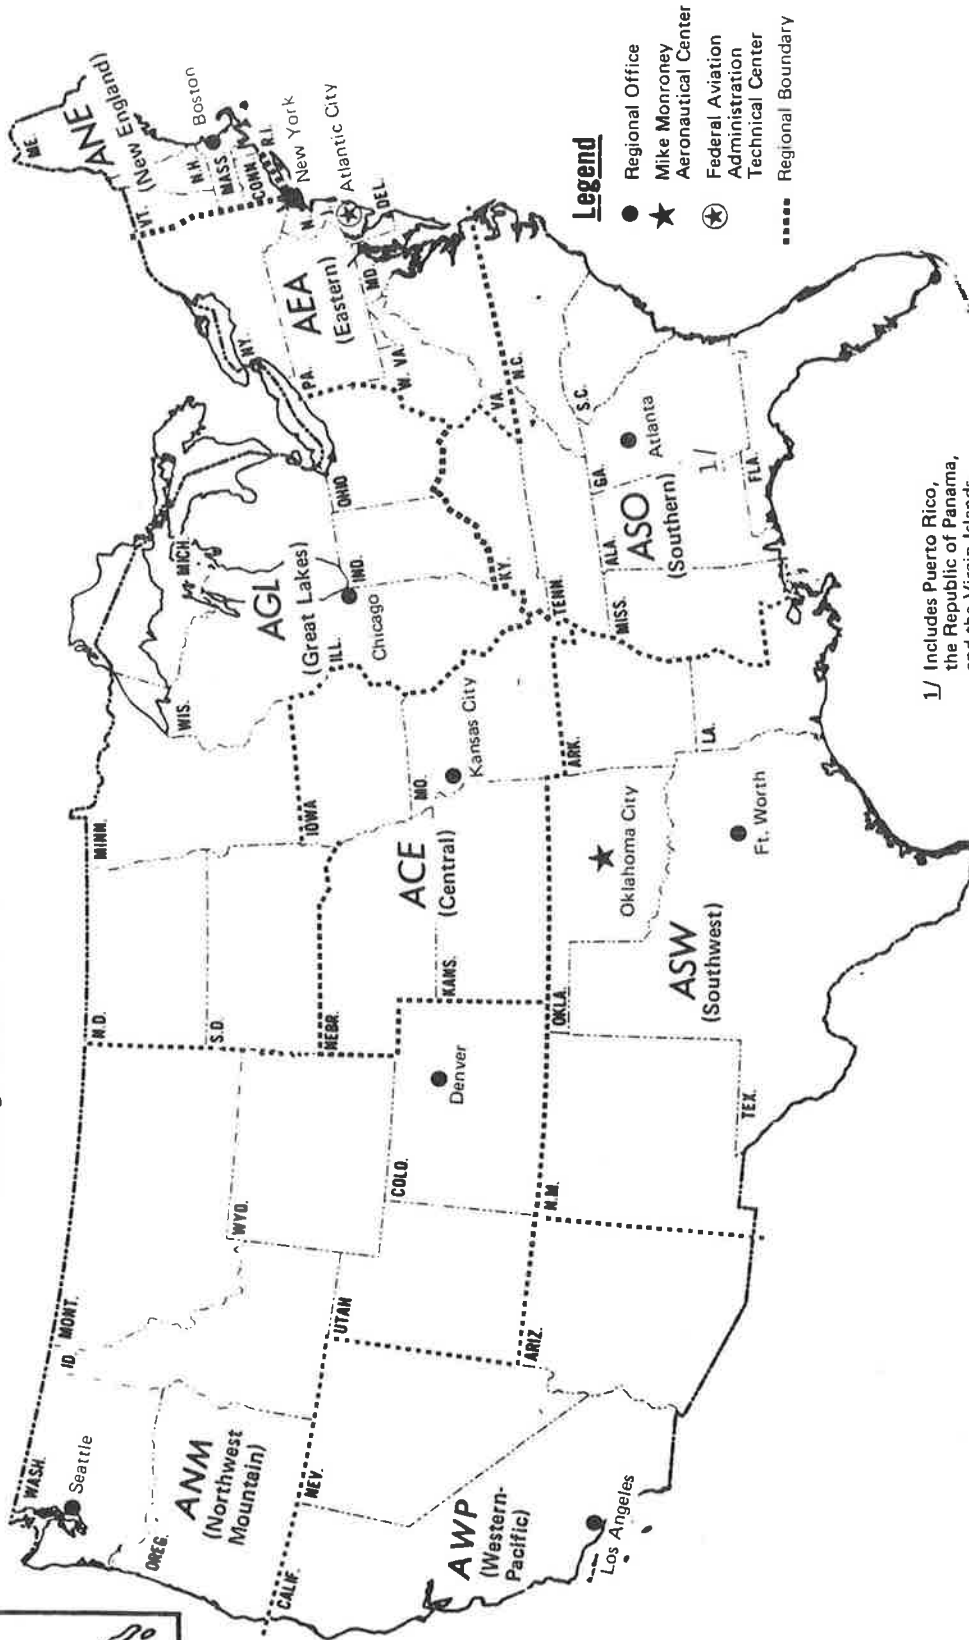 WASH.
Seattle
OREG.
ANM
(Northwest
Mountain)
ID.
MONT.
WYO.
CALIF.
NEV.
UTAH
COLO.
Denver
AWP
(Western-
Pacific)
Los Angeles
ARIZ.
N.M.
N.D.
S.D.
NEBR.
KANS.
ACE
(Central)
MINN.
IOWA
MO.
Kansas City
OKLA.
Oklahoma City
ASW
(Southwest)
TEX.
Ft. Worth
ARK.
LA.
WIS.
MICH.
AGL
(Great Lakes)
ILL.
Chicago
IND.
OHIO
KY.
TENN.
MISS.
ALA.
GA.
ASO
(Southern)
1/
Atlanta
FLA.
S.C.
N.C.
VA.
W. VA.
PA.
N.Y.
AEA
(Eastern)
MD.
DEL.
Atlantic City
New York
VT.
N.H.
MASS
CONN.
R.I.
ME.
ANE
(New England)
Boston
Legend
Regional Office
Mike Monroney
Aeronautical Center
Federal Aviation
Administration
Technical Center
Regional Boundary
1/ Includes Puerto Rico,
the Republic of Panama,
and the Virgin Islands